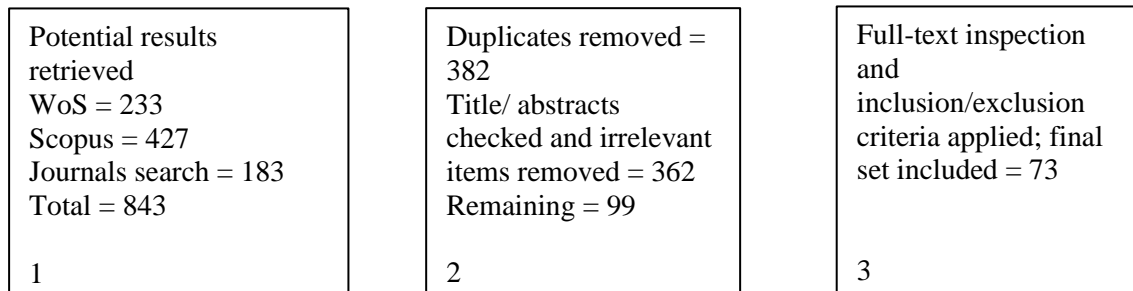 Potential results
retrieved
WoS = 233
Scopus = 427
Journals search = 183
Total = 843
1
Duplicates removed =
382
Title/ abstracts
checked and irrelevant
items removed = 362
Remaining = 99
2
Full-text inspection
and
inclusion/exclusion
criteria applied; final
set included = 73
3